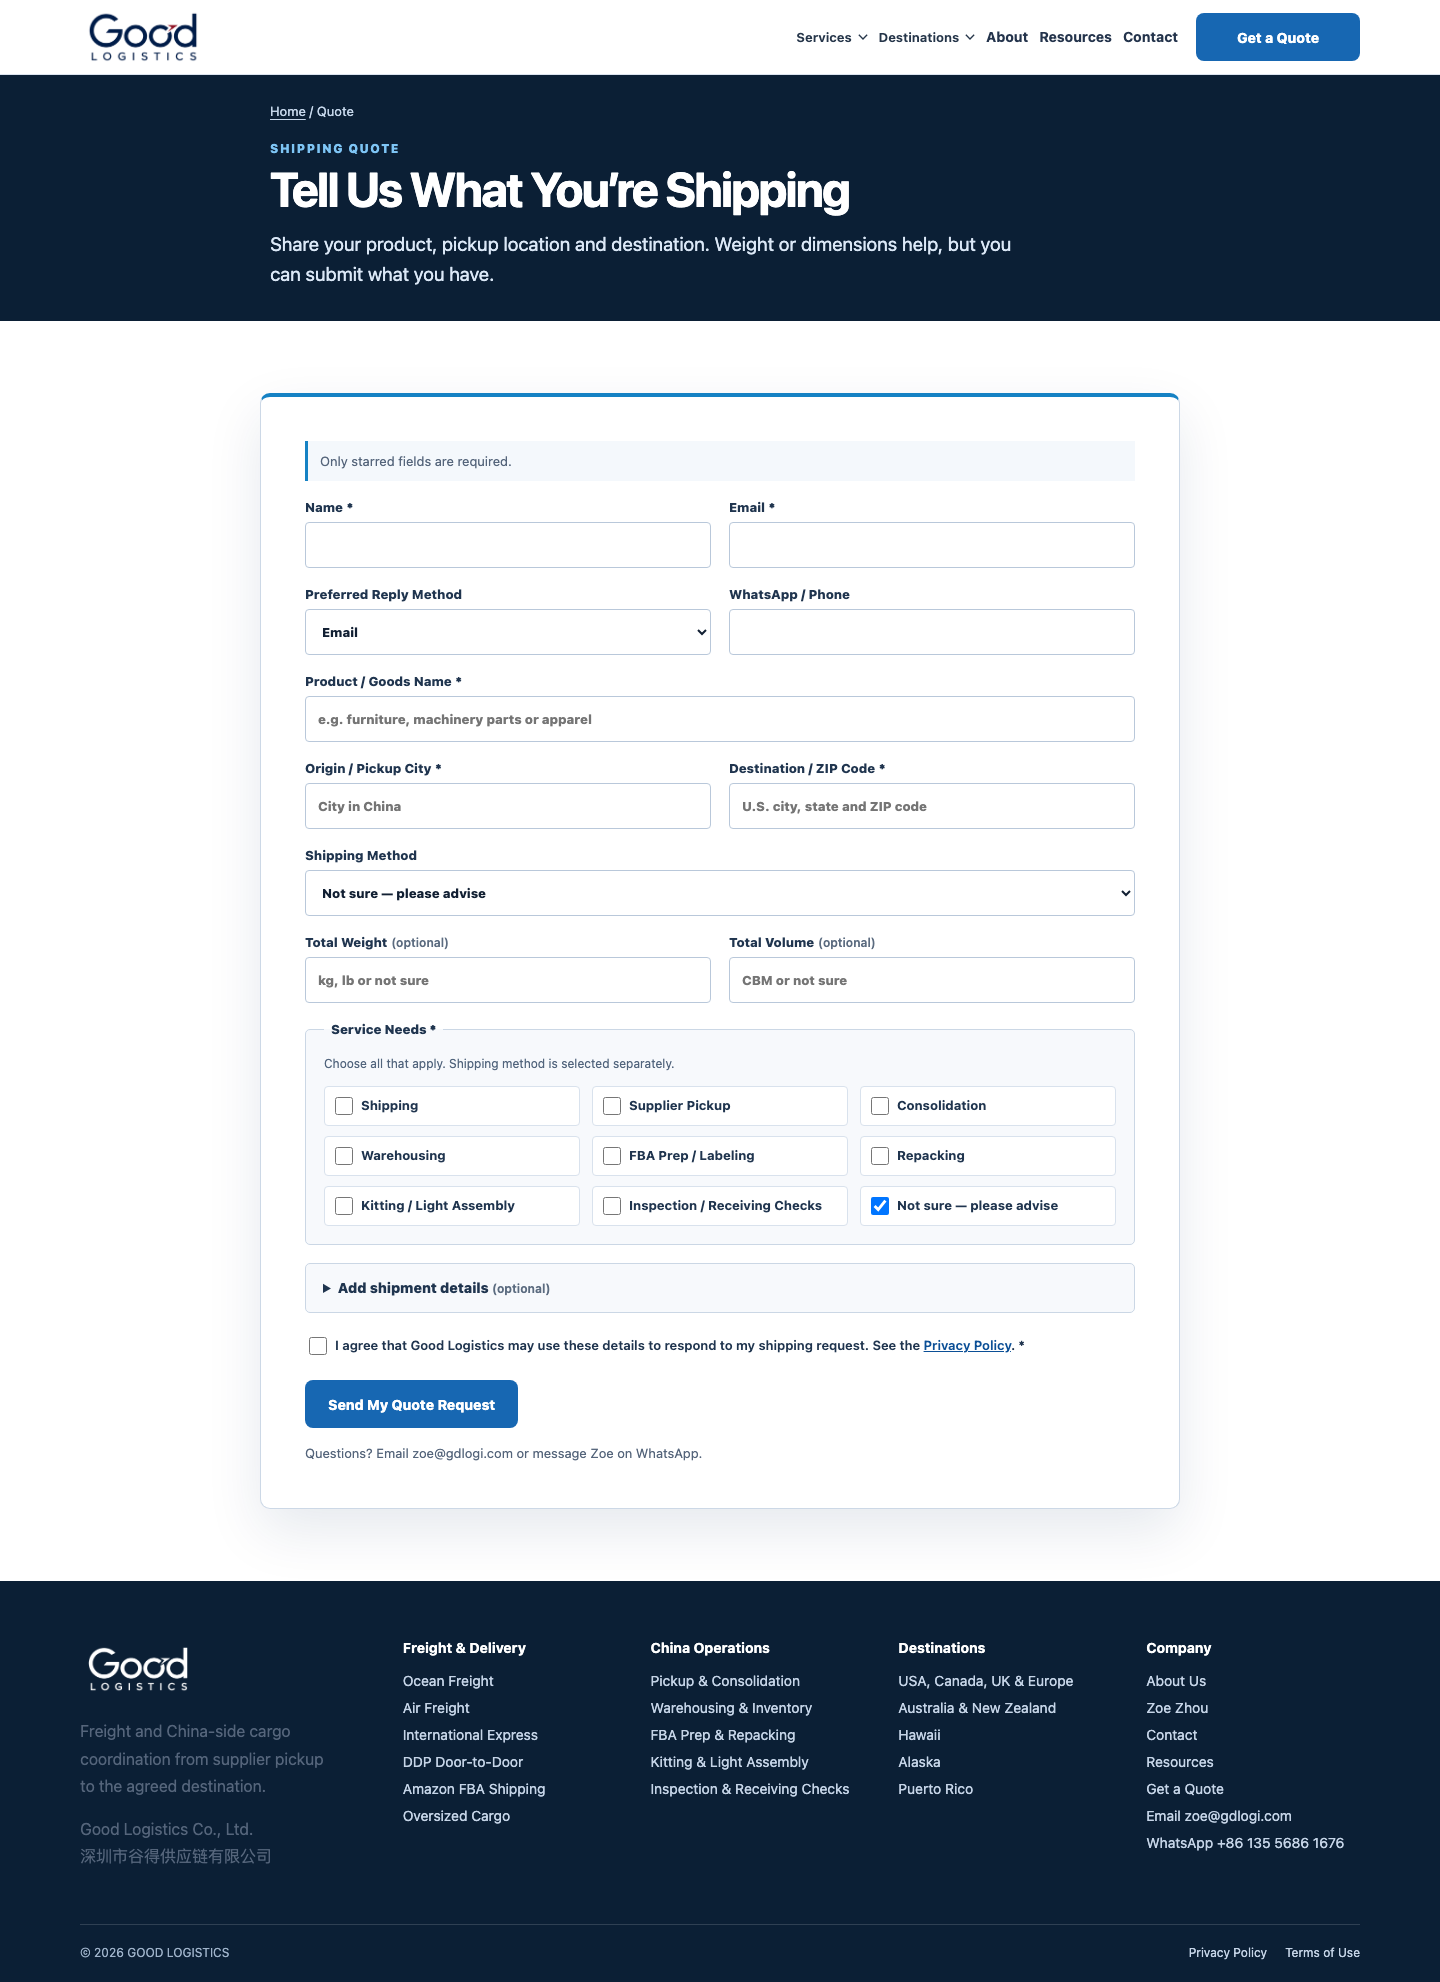 Good
LOGISTICS
Services
Destinations
About
Resources
Contact
Get a Quote
Home / Quote
SHIPPING QUOTE
Tell Us What You’re Shipping
Share your product, pickup location and destination. Weight or dimensions help, but you
can submit what you have.
Only starred fields are required.
Name *
Email *
Preferred Reply Method
WhatsApp / Phone
Email
Product / Goods Name *
e.g. furniture, machinery parts or apparel
Origin / Pickup City *
Destination / ZIP Code *
City in China
U.S. city, state and ZIP code
Shipping Method
Not sure — please advise
Total Weight (optional)
Total Volume (optional)
kg, lb or not sure
CBM or not sure
Service Needs *
Choose all that apply. Shipping method is selected separately.
Shipping
Supplier Pickup
Consolidation
Warehousing
FBA Prep / Labeling
Repacking
Kitting / Light Assembly
Inspection / Receiving Checks
Not sure — please advise
Add shipment details (optional)
I agree that Good Logistics may use these details to respond to my shipping request. See the Privacy Policy. *
Send My Quote Request
Questions? Email zoe@gdlogi.com or message Zoe on WhatsApp.
Good
LOGISTICS
Freight and China-side cargo
coordination from supplier pickup
to the agreed destination.
Good Logistics Co., Ltd.
深圳市谷得供应链有限公司
Freight & Delivery
Ocean Freight
Air Freight
International Express
DDP Door-to-Door
Amazon FBA Shipping
Oversized Cargo
China Operations
Pickup & Consolidation
Warehousing & Inventory
FBA Prep & Repacking
Kitting & Light Assembly
Inspection & Receiving Checks
Destinations
USA, Canada, UK & Europe
Australia & New Zealand
Hawaii
Alaska
Puerto Rico
Company
About Us
Zoe Zhou
Contact
Resources
Get a Quote
Email zoe@gdlogi.com
WhatsApp +86 135 5686 1676
© 2026 GOOD LOGISTICS
Privacy Policy
Terms of Use